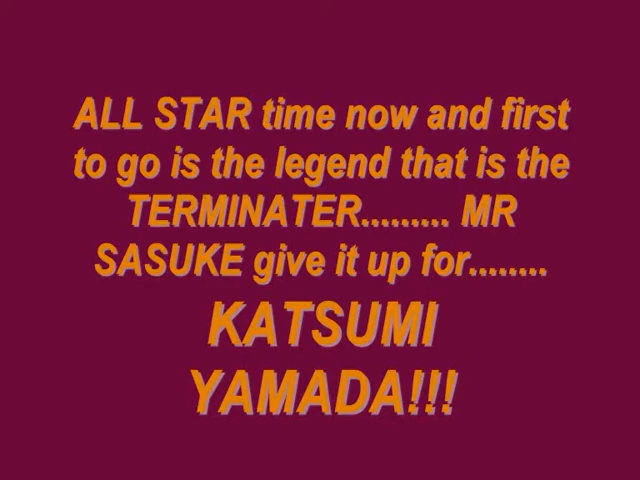 ALL STAR time now and first
to go is the legend that is the
TERMINATER......... MR
SASUKE give it up for........
KATSUMI
YAMADA!!!